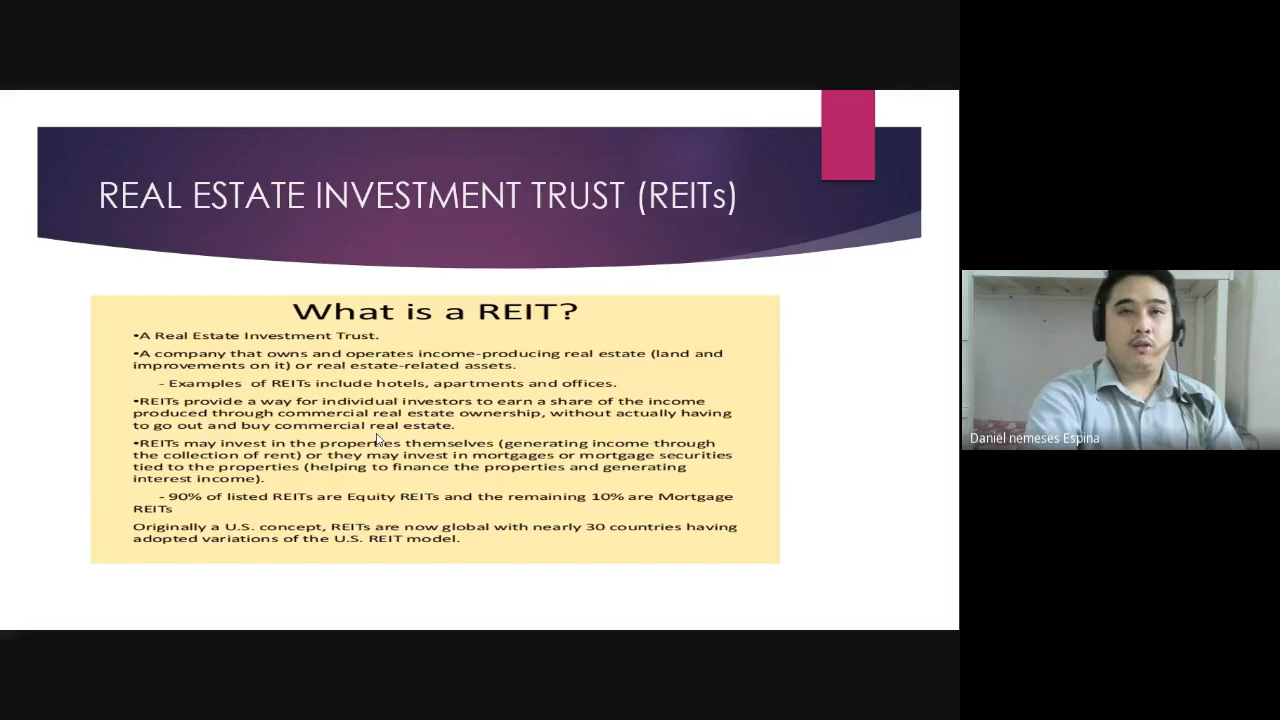 REAL ESTATE INVESTMENT TRUST (REITs)
What is a REIT?
•A Real Estate Investment Trust.
•A company that owns and operates income-producing real estate (land and
improvements on it) or real estate-related assets.
- Examples of REITs include hotels, apartments and offices.
•REITs provide a way for individual investors to earn a share of the income
produced through commercial real estate ownership, without actually having
to go out and buy commercial real estate.
•REITs may invest in the properties themselves (generating income through
the collection of rent) or they may invest in mortgages or mortgage securities
tied to the properties (helping to finance the properties and generating
interest income).
- 90% of listed REITs are Equity REITs and the remaining 10% are Mortgage
REITs
Originally a U.S. concept, REITs are now global with nearly 30 countries having
adopted variations of the U.S. REIT model.
Daniel nemeses Espina